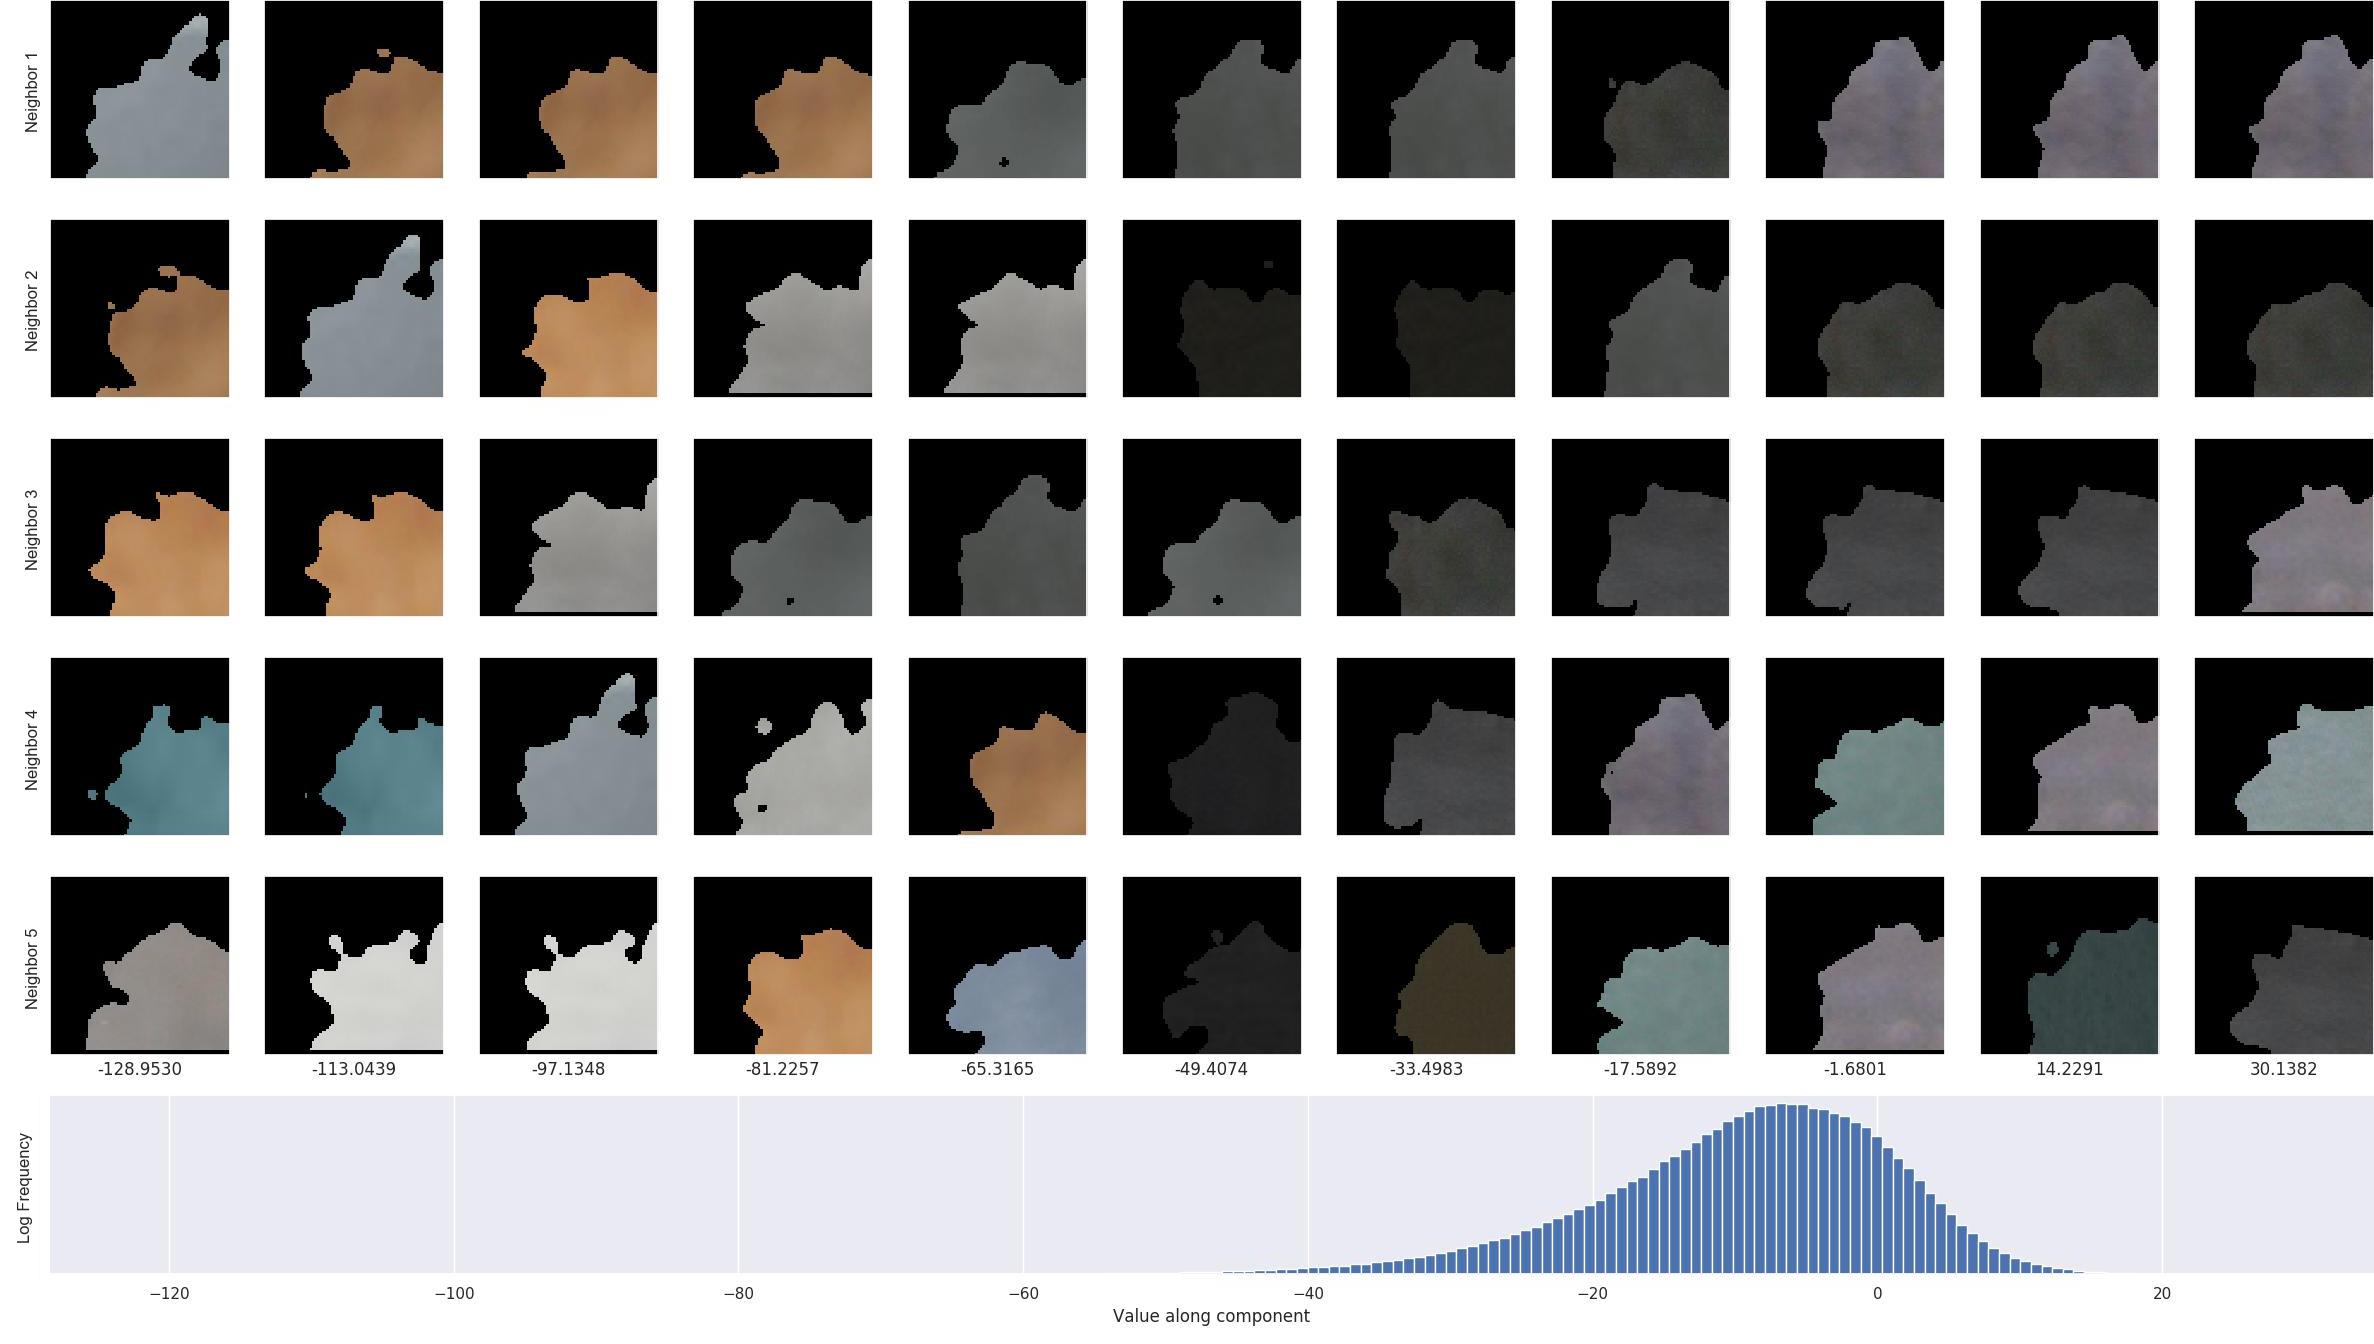 Neighbor 1
Neighbor 2
Neighbor 3
Neighbor 4
Neighbor 5
-128.9530 -113.0439 -97.1348 -81.2257 -65.3165 -49.4074 -33.4983 -17.5892 -1.6801 14.2291 30.1382
Log Frequency
−120 −100 −80 −60 −40 −20 0 20
Value along component